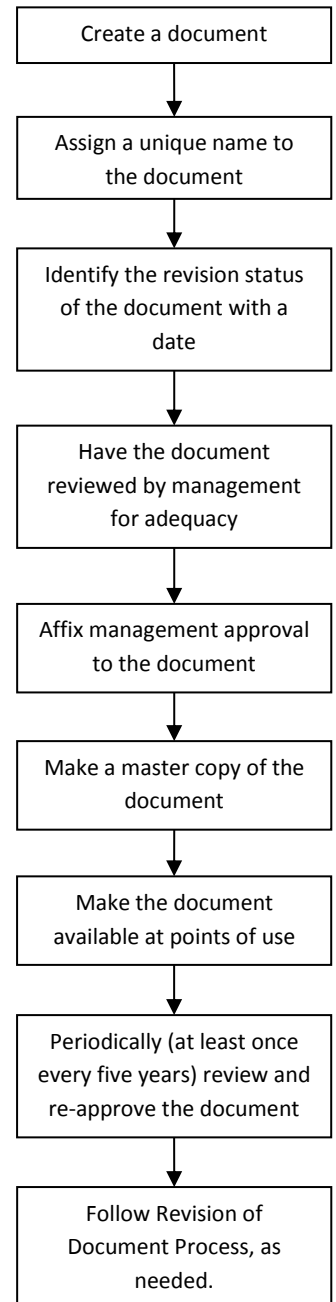 Create a document
Assign a unique name to
the document
Identify the revision status
of the document with a
date
Have the document
reviewed by management
for adequacy
Affix management approval
to the document
Make a master copy of the
document
Make the document
available at points of use
Periodically (at least once
every five years) review and
re-approve the document
Follow Revision of
Document Process, as
needed.